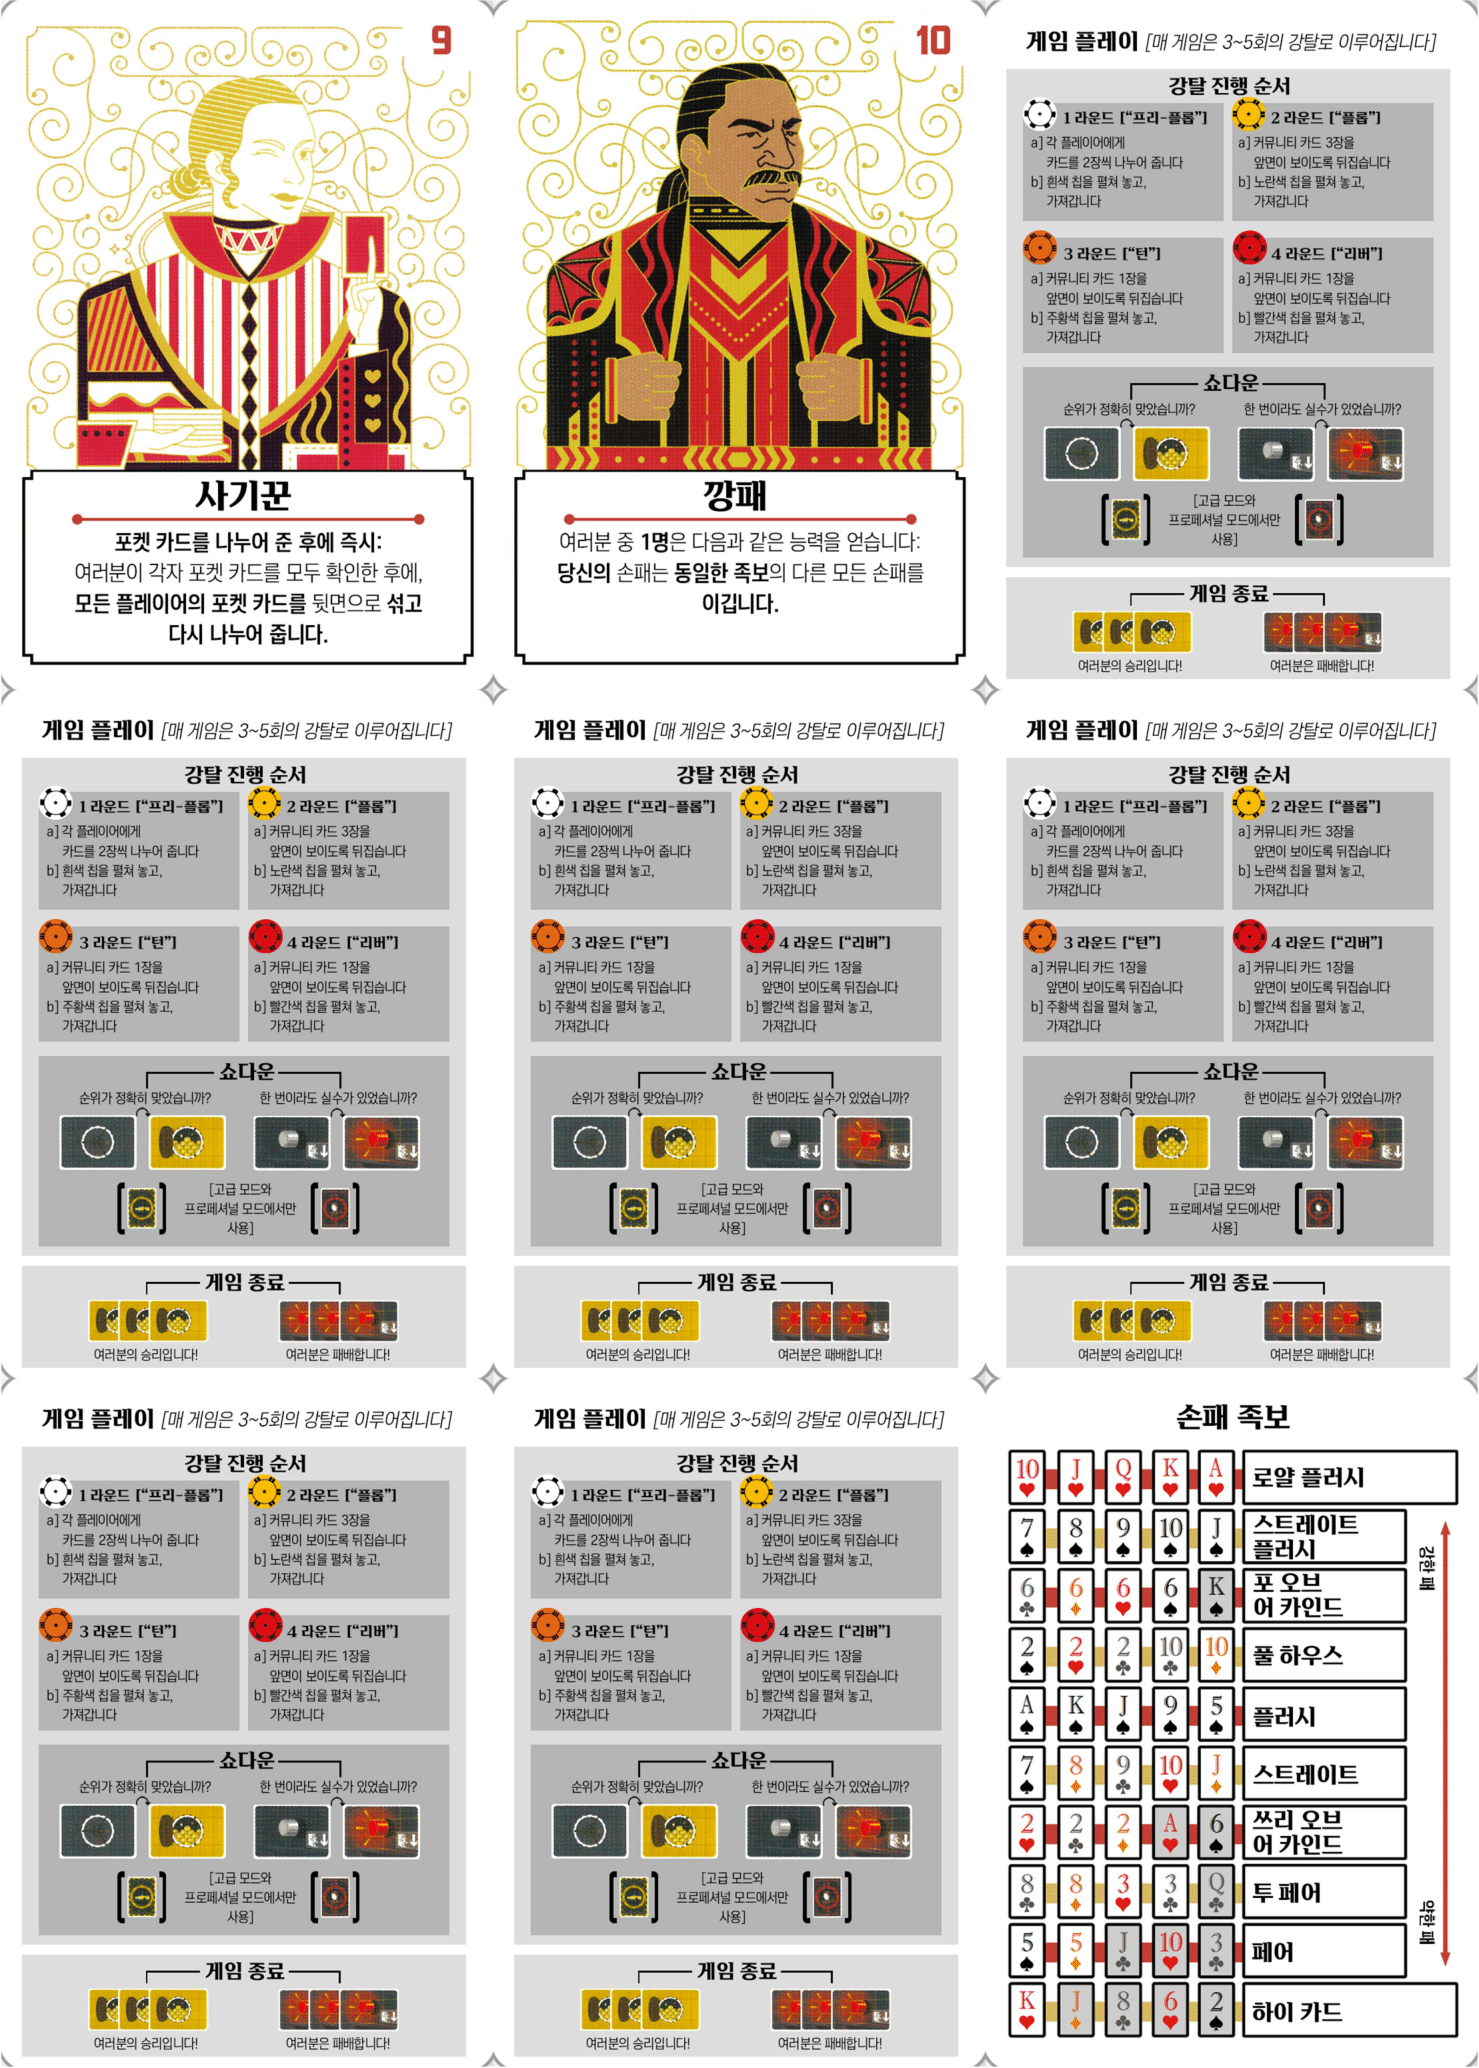 9
사기꾼
포켓 카드를 나누어 준 후에 즉시:
여러분이 각자 포켓 카드를 모두 확인한 후에,
모든 플레이어의 포켓 카드를 뒷면으로 섞고
다시 나누어 줍니다.
10
깡패
여러분 중 1명은 다음과 같은 능력을 얻습니다:
당신의 손패는 동일한 족보의 다른 모든 손패를
이깁니다.
게임 플레이 [매 게임은 3~5회의 강탈로 이루어집니다]
강탈 진행 순서
1 라운드 ["프리-플롭"]
a] 각 플레이어에게
카드를 2장씩 나누어 줍니다
b] 흰색 칩을 펼쳐 놓고,
가져갑니다
2 라운드 ["플롭"]
a] 커뮤니티 카드 3장을
앞면이 보이도록 뒤집습니다
b] 노란색 칩을 펼쳐 놓고,
가져갑니다
3 라운드 ["턴"]
a] 커뮤니티 카드 1장을
앞면이 보이도록 뒤집습니다
b] 주황색 칩을 펼쳐 놓고,
가져갑니다
4 라운드 ["리버"]
a] 커뮤니티 카드 1장을
앞면이 보이도록 뒤집습니다
b] 빨간색 칩을 펼쳐 놓고,
가져갑니다
쇼다운
순위가 정확히 맞았습니까?
한 번이라도 실수가 있었습니까?
[고급 모드와
프로페셔널 모드에서만
사용]
게임 종료
여러분의 승리입니다!
여러분은 패배합니다!
게임 플레이 [매 게임은 3~5회의 강탈로 이루어집니다]
강탈 진행 순서
1 라운드 ["프리-플롭"]
a] 각 플레이어에게
카드를 2장씩 나누어 줍니다
b] 흰색 칩을 펼쳐 놓고,
가져갑니다
2 라운드 ["플롭"]
a] 커뮤니티 카드 3장을
앞면이 보이도록 뒤집습니다
b] 노란색 칩을 펼쳐 놓고,
가져갑니다
3 라운드 ["턴"]
a] 커뮤니티 카드 1장을
앞면이 보이도록 뒤집습니다
b] 주황색 칩을 펼쳐 놓고,
가져갑니다
4 라운드 ["리버"]
a] 커뮤니티 카드 1장을
앞면이 보이도록 뒤집습니다
b] 빨간색 칩을 펼쳐 놓고,
가져갑니다
쇼다운
순위가 정확히 맞았습니까?
한 번이라도 실수가 있었습니까?
[고급 모드와
프로페셔널 모드에서만
사용]
게임 종료
여러분의 승리입니다!
여러분은 패배합니다!
게임 플레이 [매 게임은 3~5회의 강탈로 이루어집니다]
강탈 진행 순서
1 라운드 ["프리-플롭"]
a] 각 플레이어에게
카드를 2장씩 나누어 줍니다
b] 흰색 칩을 펼쳐 놓고,
가져갑니다
2 라운드 ["플롭"]
a] 커뮤니티 카드 3장을
앞면이 보이도록 뒤집습니다
b] 노란색 칩을 펼쳐 놓고,
가져갑니다
3 라운드 ["턴"]
a] 커뮤니티 카드 1장을
앞면이 보이도록 뒤집습니다
b] 주황색 칩을 펼쳐 놓고,
가져갑니다
4 라운드 ["리버"]
a] 커뮤니티 카드 1장을
앞면이 보이도록 뒤집습니다
b] 빨간색 칩을 펼쳐 놓고,
가져갑니다
쇼다운
순위가 정확히 맞았습니까?
한 번이라도 실수가 있었습니까?
[고급 모드와
프로페셔널 모드에서만
사용]
게임 종료
여러분의 승리입니다!
여러분은 패배합니다!
게임 플레이 [매 게임은 3~5회의 강탈로 이루어집니다]
강탈 진행 순서
1 라운드 ["프리-플롭"]
a] 각 플레이어에게
카드를 2장씩 나누어 줍니다
b] 흰색 칩을 펼쳐 놓고,
가져갑니다
2 라운드 ["플롭"]
a] 커뮤니티 카드 3장을
앞면이 보이도록 뒤집습니다
b] 노란색 칩을 펼쳐 놓고,
가져갑니다
3 라운드 ["턴"]
a] 커뮤니티 카드 1장을
앞면이 보이도록 뒤집습니다
b] 주황색 칩을 펼쳐 놓고,
가져갑니다
4 라운드 ["리버"]
a] 커뮤니티 카드 1장을
앞면이 보이도록 뒤집습니다
b] 빨간색 칩을 펼쳐 놓고,
가져갑니다
쇼다운
순위가 정확히 맞았습니까?
한 번이라도 실수가 있었습니까?
[고급 모드와
프로페셔널 모드에서만
사용]
게임 종료
여러분의 승리입니다!
여러분은 패배합니다!
게임 플레이 [매 게임은 3~5회의 강탈로 이루어집니다]
강탈 진행 순서
1 라운드 ["프리-플롭"]
a] 각 플레이어에게
카드를 2장씩 나누어 줍니다
b] 흰색 칩을 펼쳐 놓고,
가져갑니다
2 라운드 ["플롭"]
a] 커뮤니티 카드 3장을
앞면이 보이도록 뒤집습니다
b] 노란색 칩을 펼쳐 놓고,
가져갑니다
3 라운드 ["턴"]
a] 커뮤니티 카드 1장을
앞면이 보이도록 뒤집습니다
b] 주황색 칩을 펼쳐 놓고,
가져갑니다
4 라운드 ["리버"]
a] 커뮤니티 카드 1장을
앞면이 보이도록 뒤집습니다
b] 빨간색 칩을 펼쳐 놓고,
가져갑니다
쇼다운
순위가 정확히 맞았습니까?
한 번이라도 실수가 있었습니까?
[고급 모드와
프로페셔널 모드에서만
사용]
게임 종료
여러분의 승리입니다!
여러분은 패배합니다!
게임 플레이 [매 게임은 3~5회의 강탈로 이루어집니다]
강탈 진행 순서
1 라운드 ["프리-플롭"]
a] 각 플레이어에게
카드를 2장씩 나누어 줍니다
b] 흰색 칩을 펼쳐 놓고,
가져갑니다
2 라운드 ["플롭"]
a] 커뮤니티 카드 3장을
앞면이 보이도록 뒤집습니다
b] 노란색 칩을 펼쳐 놓고,
가져갑니다
3 라운드 ["턴"]
a] 커뮤니티 카드 1장을
앞면이 보이도록 뒤집습니다
b] 주황색 칩을 펼쳐 놓고,
가져갑니다
4 라운드 ["리버"]
a] 커뮤니티 카드 1장을
앞면이 보이도록 뒤집습니다
b] 빨간색 칩을 펼쳐 놓고,
가져갑니다
쇼다운
순위가 정확히 맞았습니까?
한 번이라도 실수가 있었습니까?
[고급 모드와
프로페셔널 모드에서만
사용]
게임 종료
여러분의 승리입니다!
여러분은 패배합니다!
손패 족보
10 J Q K A 로얄 플러시
7 8 9 10 J 스트레이트
플러시
6 6 6 6 K 포 오브
어 카인드
2 2 2 10 10 풀 하우스
A K J 9 5 플러시
7 8 9 10 J 스트레이트
2 2 2 A 6 쓰리 오브
어 카인드
8 8 3 3 Q 투 페어
5 5 J 10 3 페어
K J 8 6 2 하이 카드
강한 패
약한 패